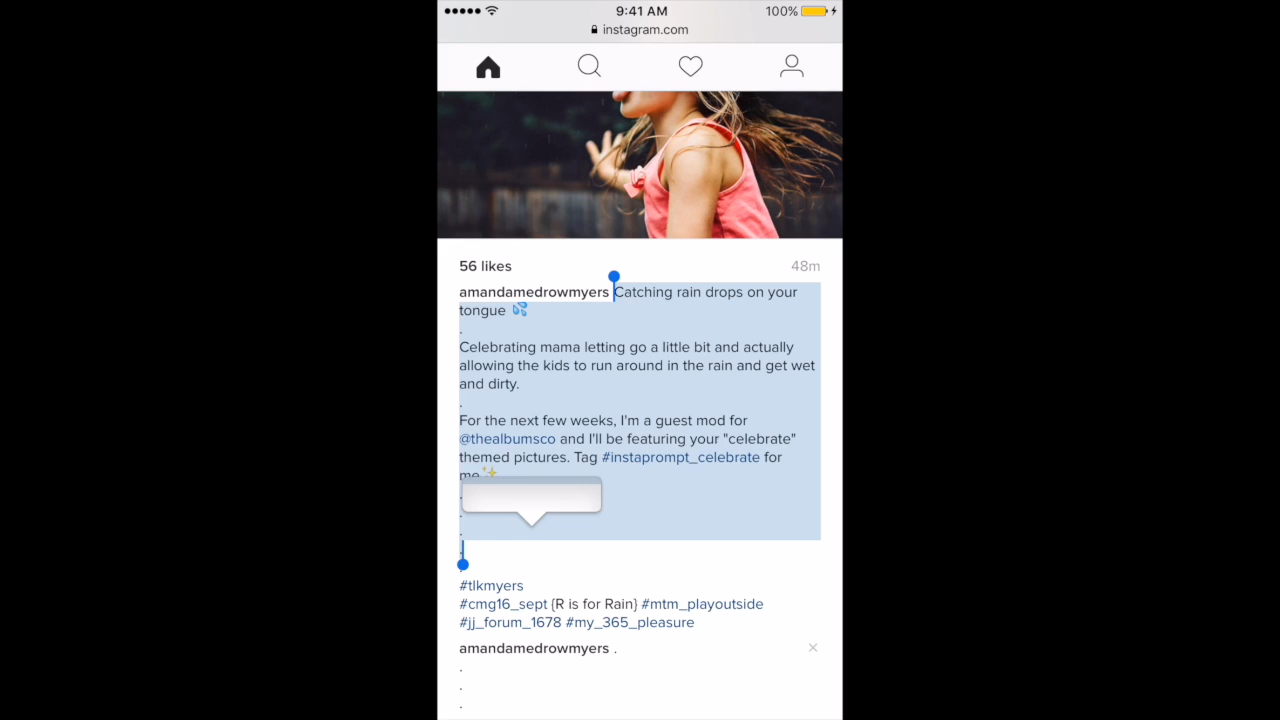 9:41 AM
100%
instagram.com
56 likes
48m
amandamedrowmyers Catching rain drops on your
tongue 💦
.
Celebrating mama letting go a little bit and actually
allowing the kids to run around in the rain and get wet
and dirty.
.
For the next few weeks, I'm a guest mod for
@thealbumsco and I'll be featuring your "celebrate"
themed pictures. Tag #instaprompt_celebrate for
me✨
.
.
.
.
.
#tlkmyers
#cmg16_sept {R is for Rain} #mtm_playoutside
#jj_forum_1678 #my_365_pleasure
amandamedrowmyers .
.
.
.